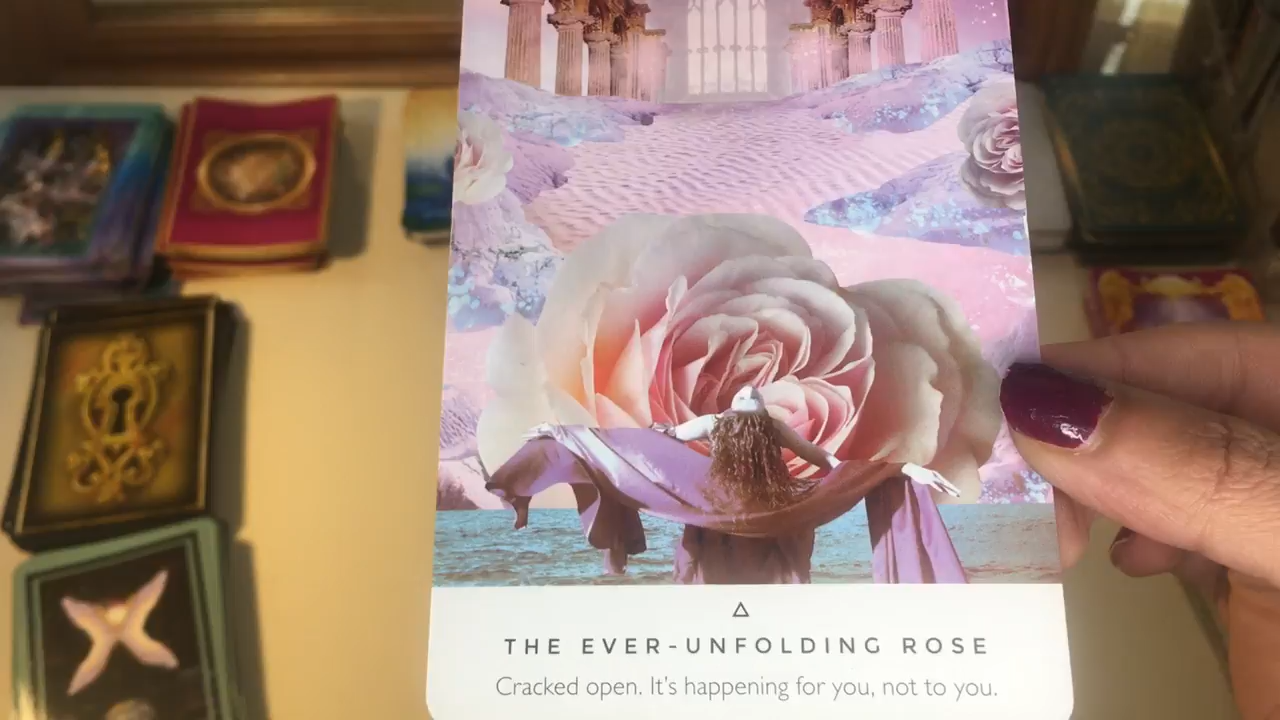 THE EVER-UNFOLDING ROSE
Cracked open. It's happening for you, not to you.